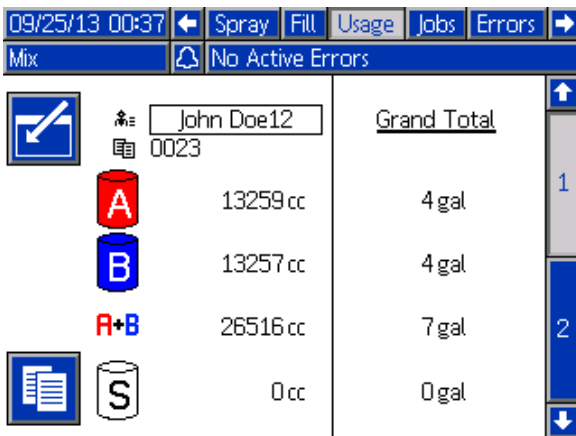 09/25/13 00:37 Spray Fill Usage Jobs Errors
Mix No Active Errors
John Doe12 Grand Total
0023
A 13259 cc 4 gal
1
B 13257 cc 4 gal
A+B 26516 cc 7 gal 2
S 0 cc 0 gal